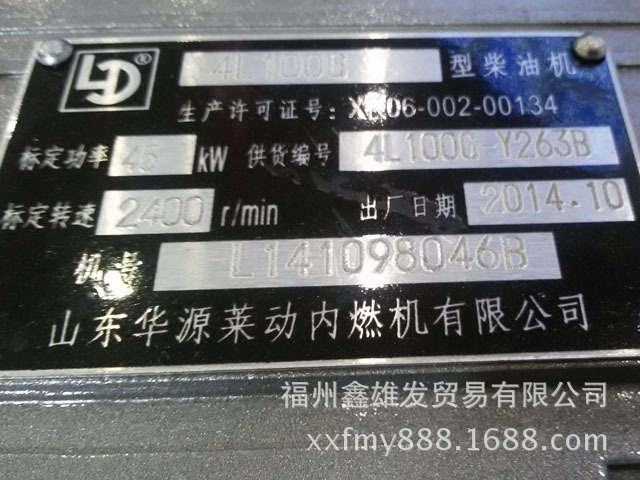 LD® 4L100C 型柴油机
生产许可证号: XK06-002-00134
标定功率 45 kW 供货编号 4L100C-Y263B
标定转速 2400 r/min 出厂日期 2014.10
机号 L141098046B
山东华源莱动内燃机有限公司
福州鑫雄发贸易有限公司
xxfmy888.1688.com